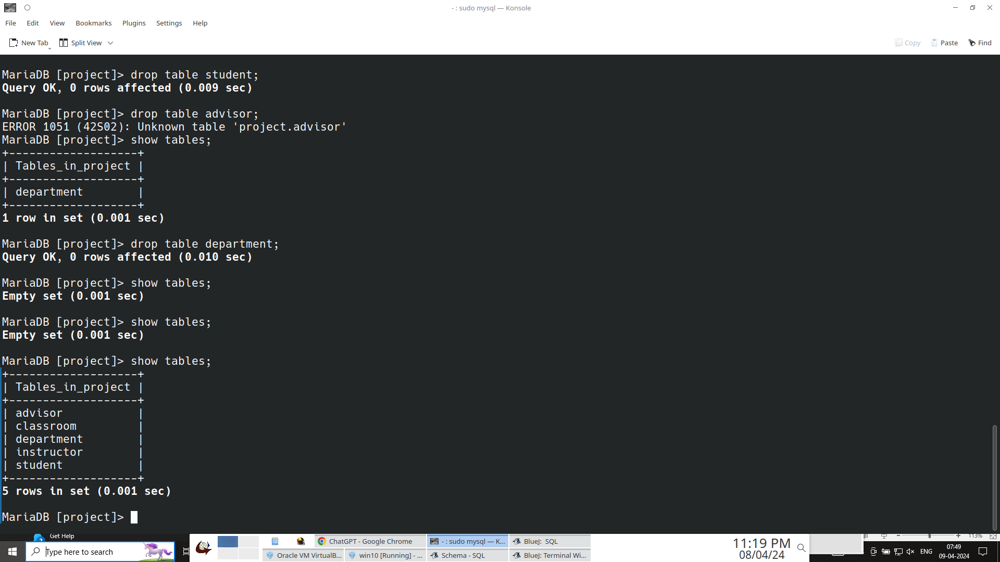 - : sudo mysql — Konsole
File Edit View Bookmarks Plugins Settings Help
New Tab Split View Copy Paste Find
MariaDB [project]> drop table student;
Query OK, 0 rows affected (0.009 sec)
MariaDB [project]> drop table advisor;
ERROR 1051 (42S02): Unknown table 'project.advisor'
MariaDB [project]> show tables;
+-------------------+
| Tables_in_project |
+-------------------+
| department        |
+-------------------+
1 row in set (0.001 sec)
MariaDB [project]> drop table department;
Query OK, 0 rows affected (0.010 sec)
MariaDB [project]> show tables;
Empty set (0.001 sec)
MariaDB [project]> show tables;
Empty set (0.001 sec)
MariaDB [project]> show tables;
+-------------------+
| Tables_in_project |
+-------------------+
| advisor           |
| classroom         |
| department        |
| instructor        |
| student           |
+-------------------+
5 rows in set (0.001 sec)
MariaDB [project]>
Get Help
113%
ChatGPT - Google Chrome - : sudo mysql — K... BlueJ: SQL
11:19 PM
08/04/24
Type here to search
Oracle VM VirtualB... win10 [Running] - ... Schema - SQL BlueJ: Terminal Wi...
ENG
07:49
09-04-2024